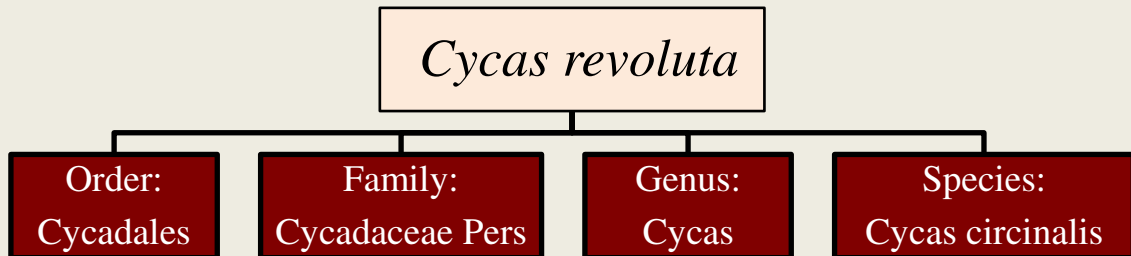 Cycas revoluta
Order:
Cycadales
Family:
Cycadaceae Pers
Genus:
Cycas
Species:
Cycas circinalis